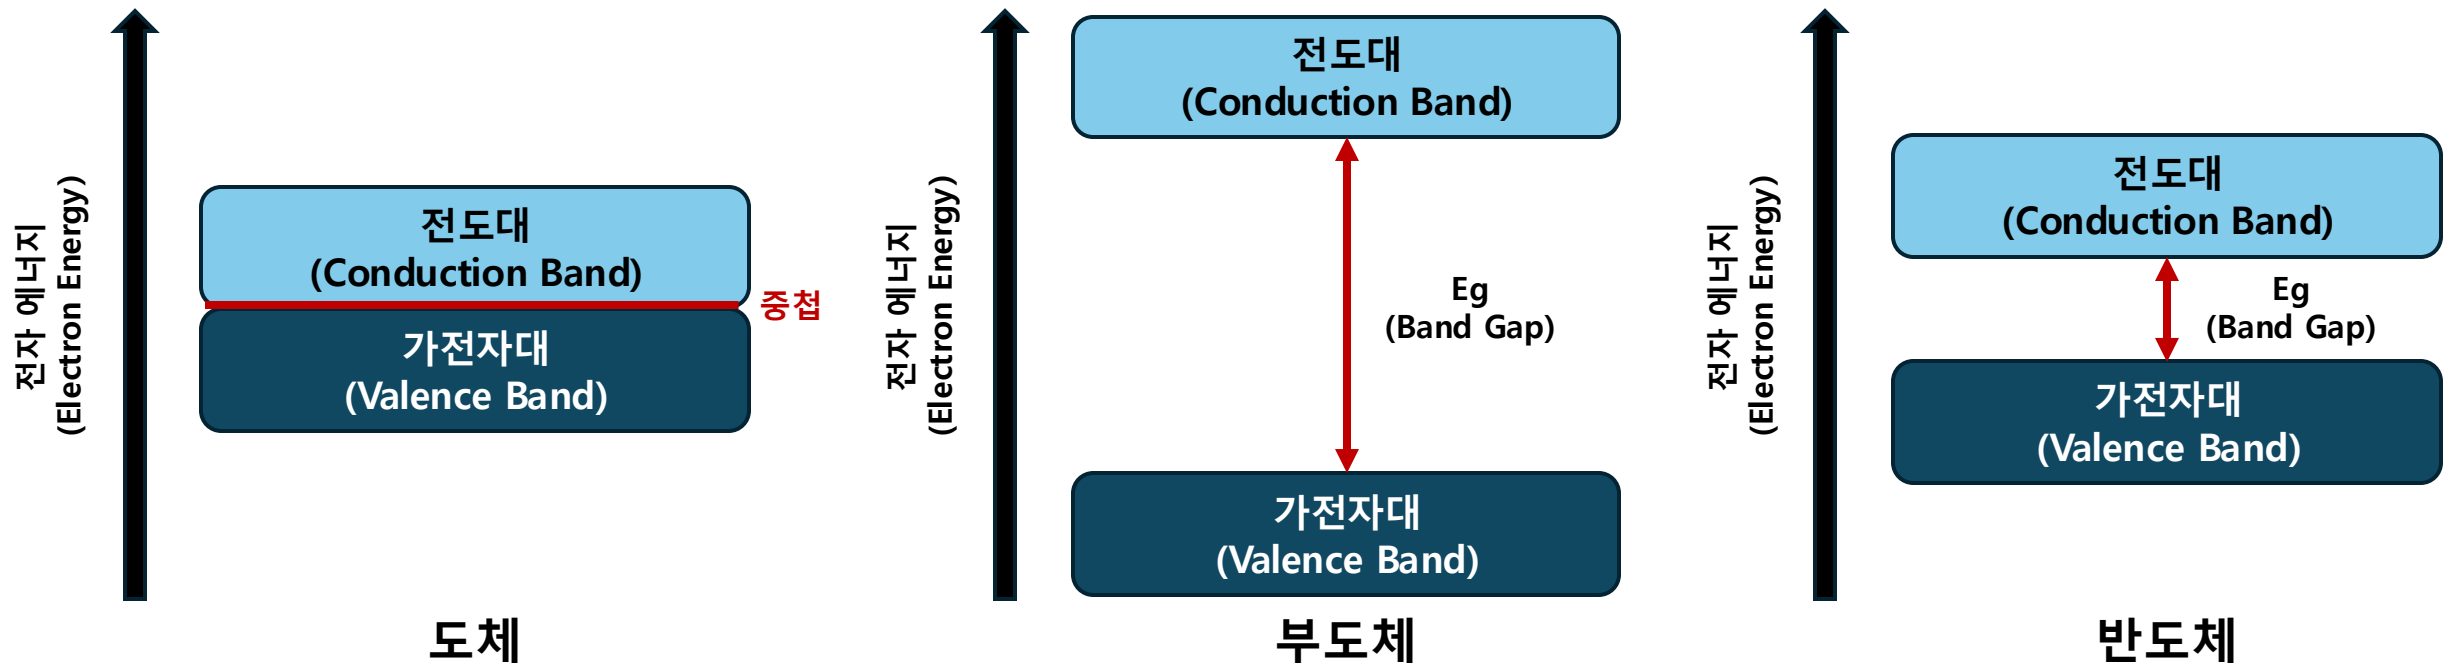 전자 에너지
(Electron Energy)
전도대
(Conduction Band)
중첩
가전자대
(Valence Band)
도체
전자 에너지
(Electron Energy)
전도대
(Conduction Band)
Eg
(Band Gap)
가전자대
(Valence Band)
부도체
전자 에너지
(Electron Energy)
전도대
(Conduction Band)
Eg
(Band Gap)
가전자대
(Valence Band)
반도체